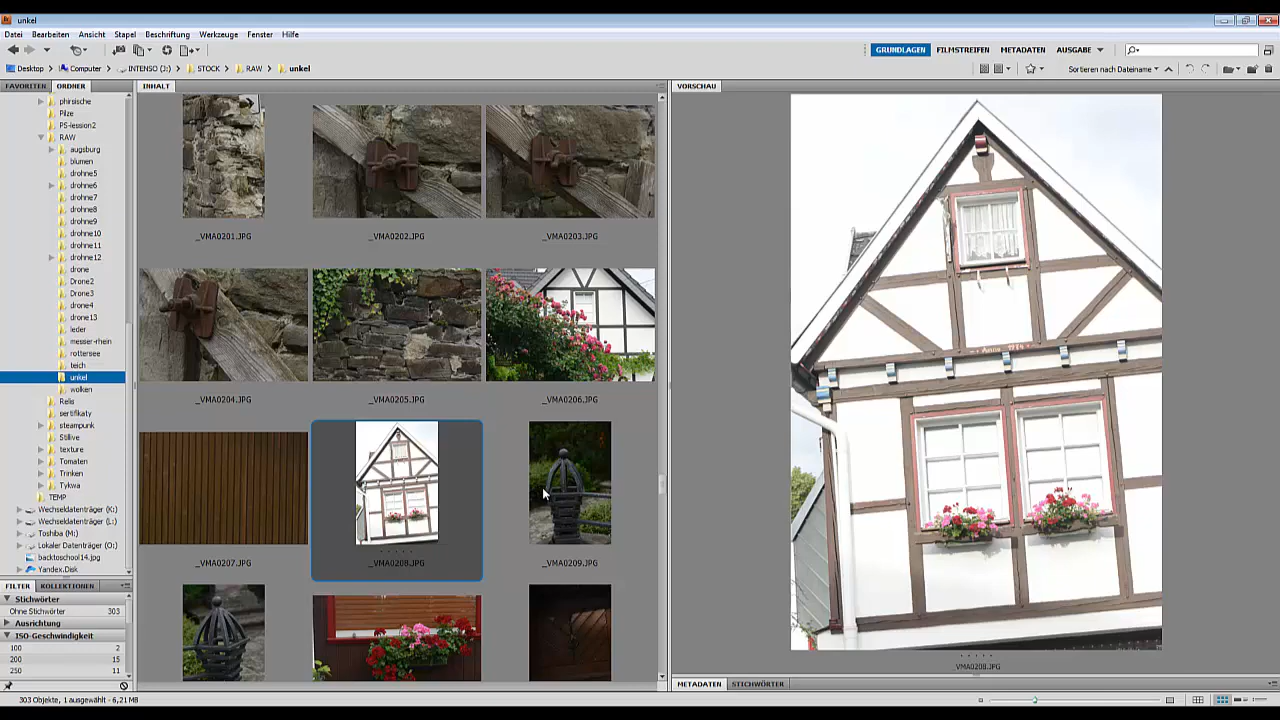 unkel
Datei Bearbeiten Ansicht Stapel Beschriftung Werkzeuge Fenster Hilfe
GRUNDLAGEN FILMSTREIFEN METADATEN AUSGABE
Desktop Computer INTENSO (J:) STOCK RAW unkel
Sortieren nach Dateiname
FAVORITEN ORDNER
INHALT
VORSCHAU
phirsische
Pilze
PS-lession2
RAW
augsburg
blumen
drohne5
drohne6
drohne7
drohne8
drohne9
drohne10
drohne11
drohne12
drone
Drone2
Drone3
drone4
drone13
leder
messer-rhein
rottersee
teich
unkel
wolken
Relis
sertifikaty
steampunk
Stillive
texture
Tomaten
Trinken
Tykwa
TEMP
Wechseldatenträger (K:)
Wechseldatenträger (L:)
Toshiba (M:)
Lokaler Datenträger (O:)
backtoschool14.jpg
Yandex.Disk
_VMA0201.JPG _VMA0202.JPG _VMA0203.JPG
_VMA0204.JPG _VMA0205.JPG _VMA0206.JPG
_VMA0207.JPG _VMA0208.JPG _VMA0209.JPG
_VMA0208.JPG
FILTER KOLLEKTIONEN
Stichwörter
Ohne Stichwörter 303
Ausrichtung
ISO-Geschwindigkeit
100 2
200 15
250 11
METADATEN STICHWÖRTER
303 Objekte, 1 ausgewählt - 6,21 MB